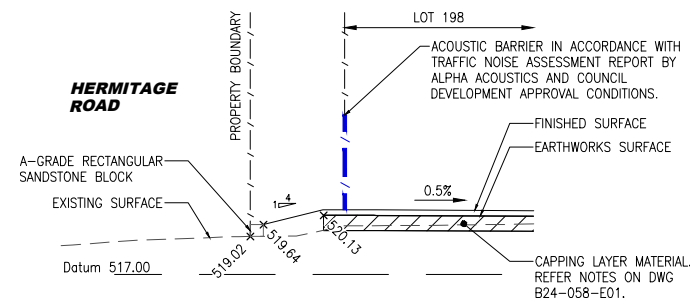 LOT 198
PROPERTY BOUNDARY
ACOUSTIC BARRIER IN ACCORDANCE WITH
TRAFFIC NOISE ASSESSMENT REPORT BY
ALPHA ACOUSTICS AND COUNCIL
DEVELOPMENT APPROVAL CONDITIONS.
HERMITAGE
ROAD
FINISHED SURFACE
EARTHWORKS SURFACE
A-GRADE RECTANGULAR
SANDSTONE BLOCK
EXISTING SURFACE
1
4
0.5%
519.02
519.64
520.13
Datum 517.00
CAPPING LAYER MATERIAL.
REFER NOTES ON DWG
B24-058-E01.